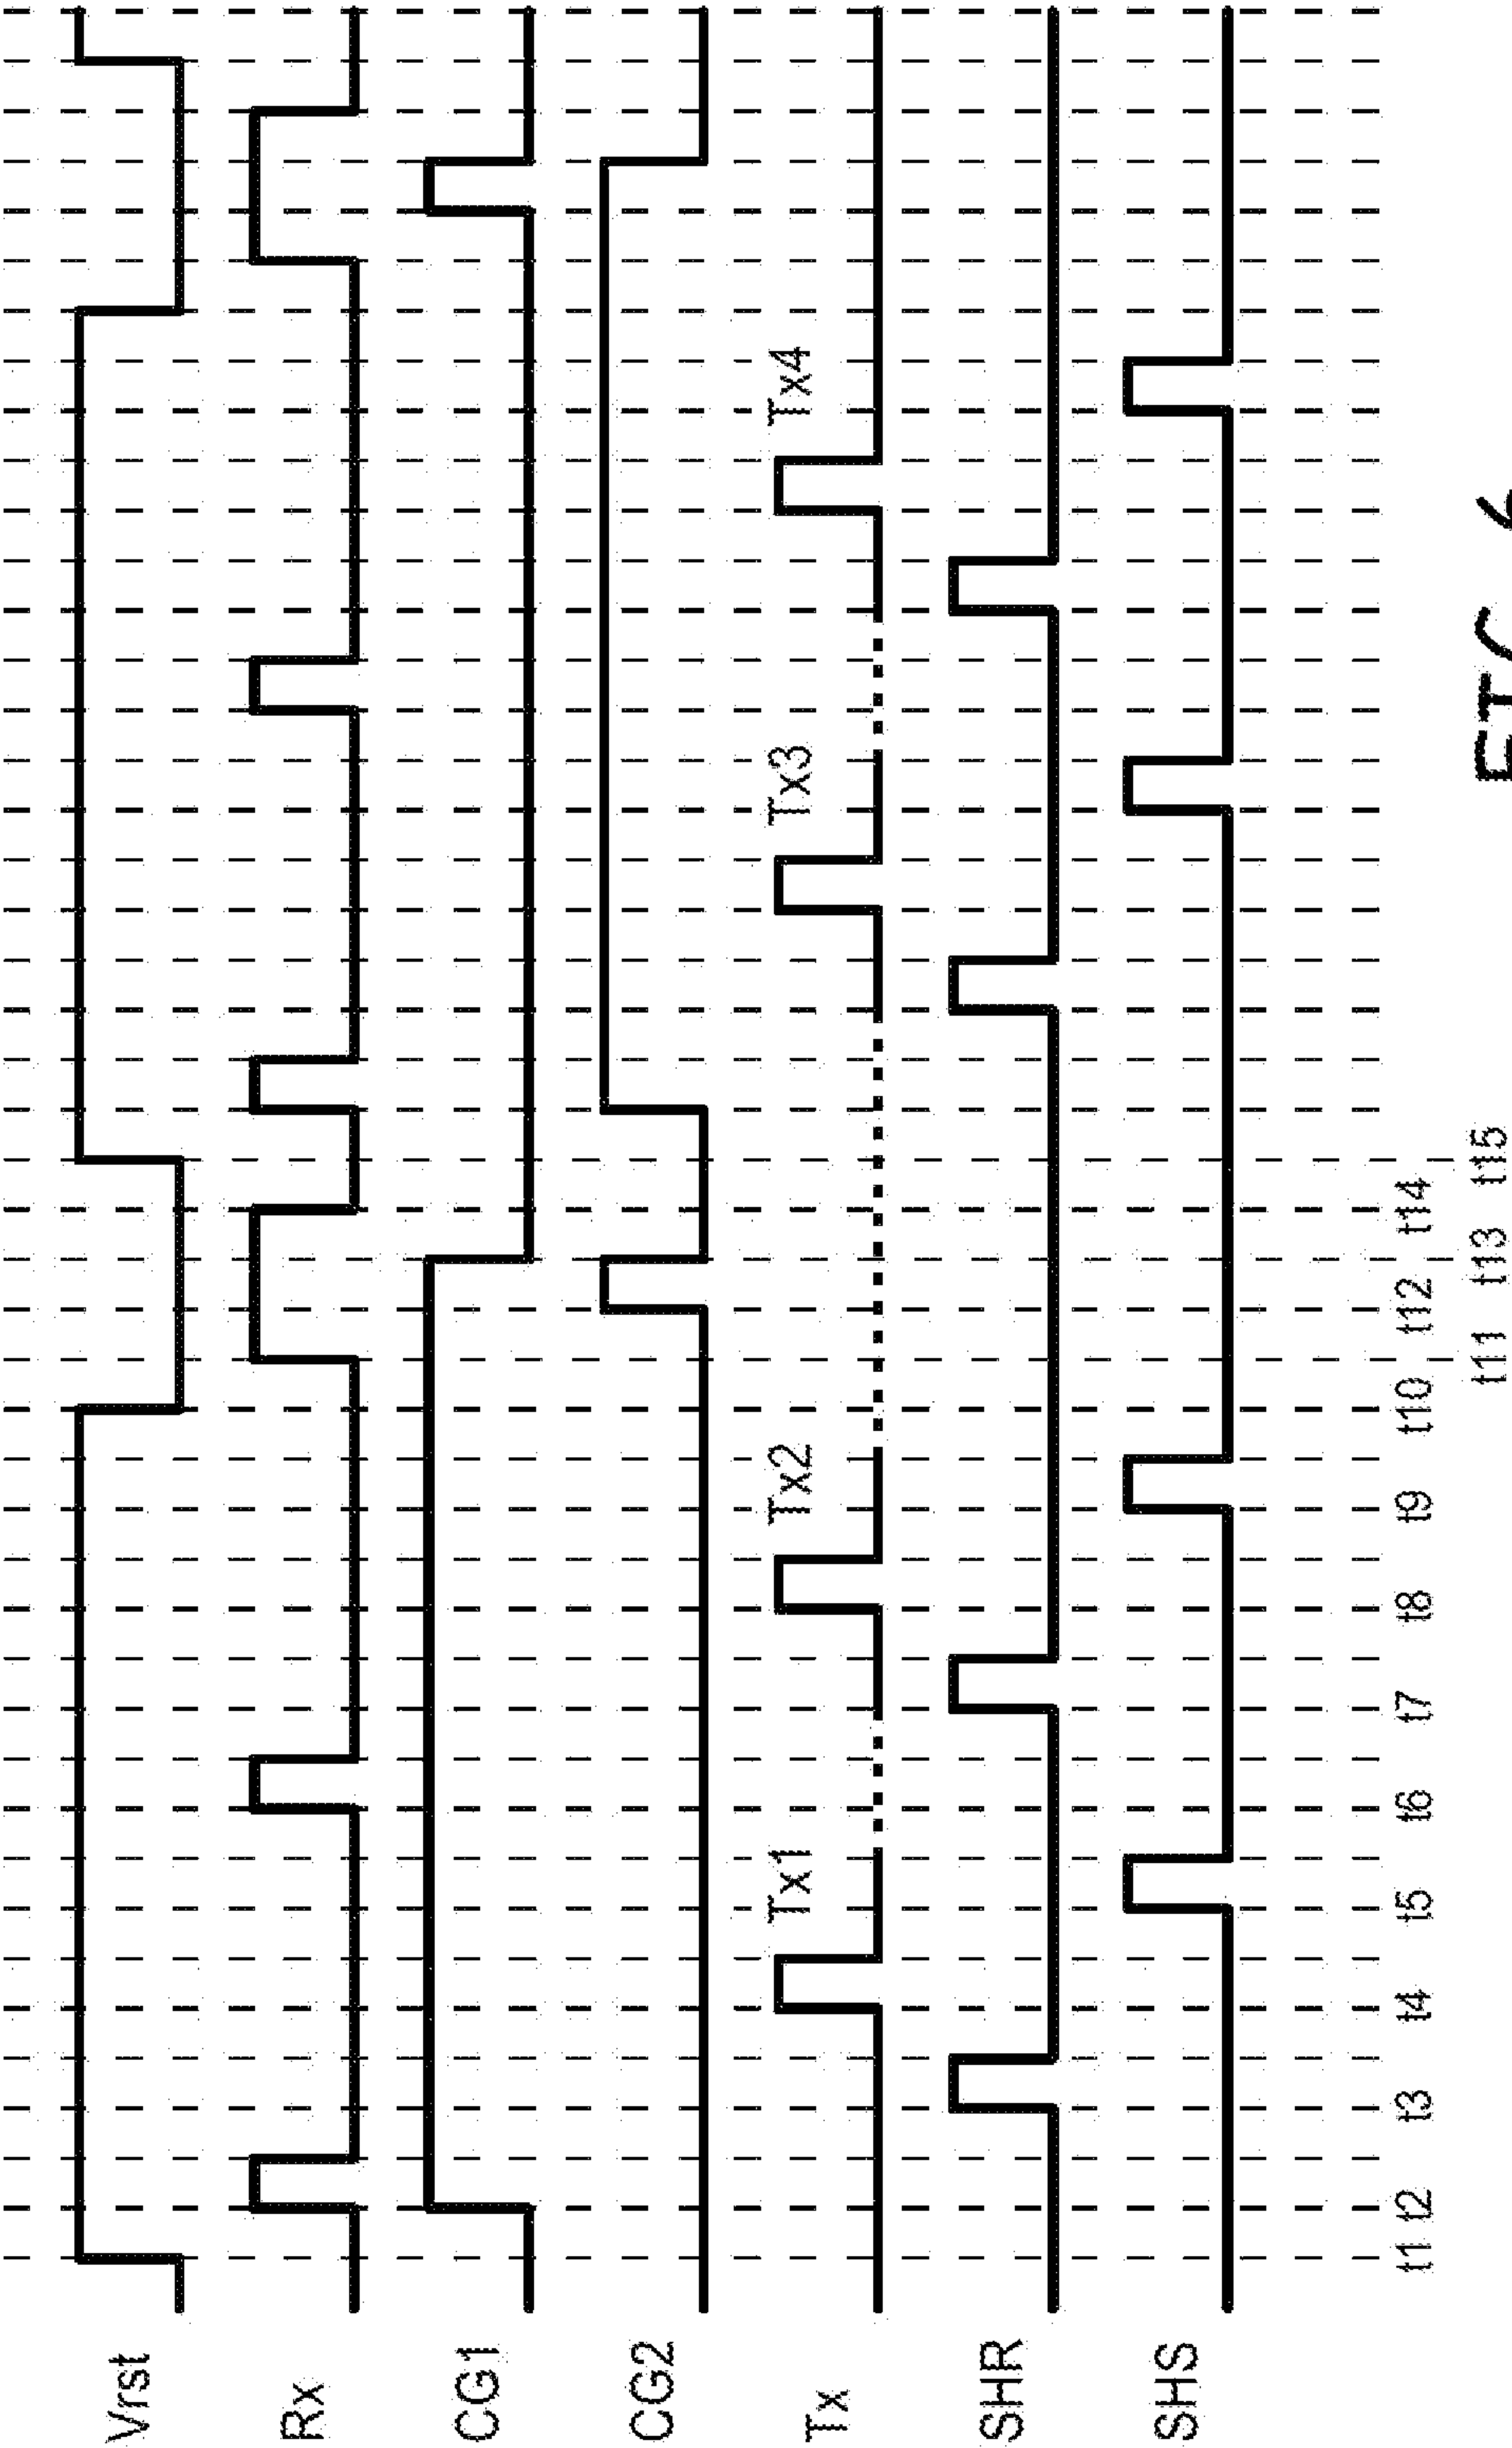 Vrst
Rx
CG1
CG2
Tx
Tx1
Tx2
Tx3
Tx4
SHR
SHS
t1 t2 t3 t4 t5 t6 t7 t8 t9 t10 t12 t14
t11 t13 t15